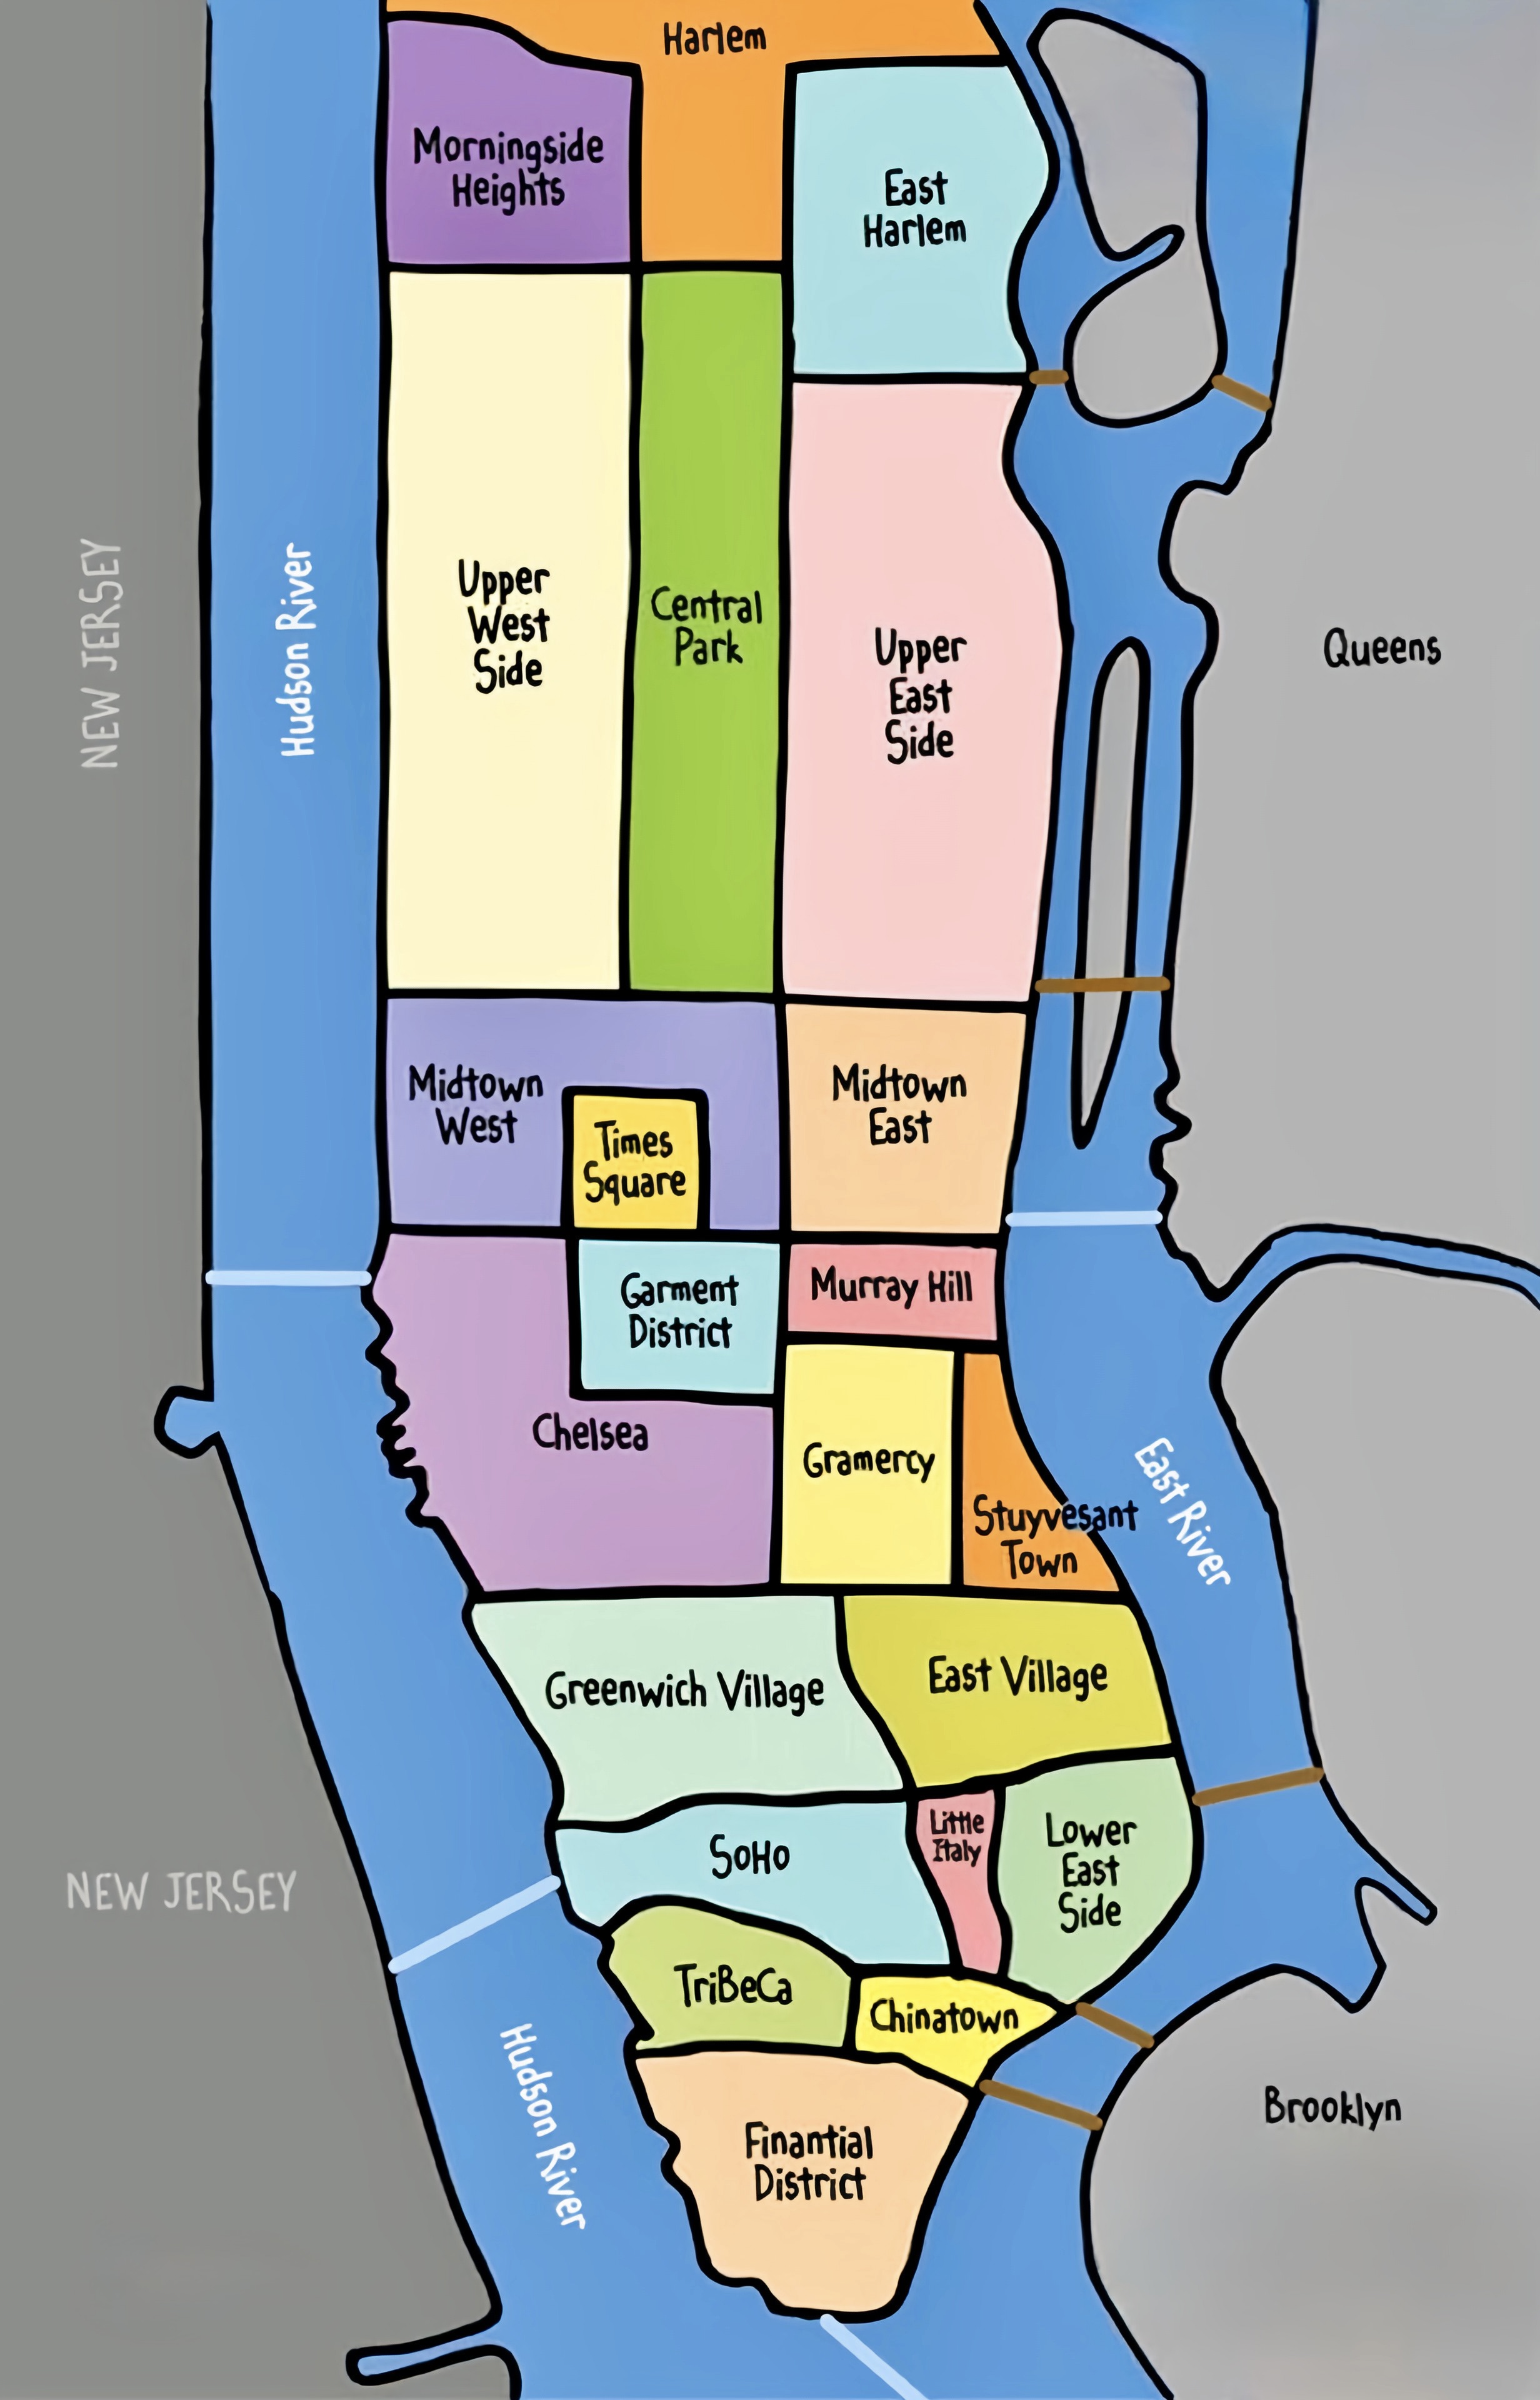 Harlem
Morningside
Heights
East
Harlem
NEW JERSEY
Hudson River
Upper
West
Side
Central
Park
Upper
East
Side
Queens
Midtown
West
Times
Square
Midtown
East
Garment
District
Murray Hill
Chelsea
Gramercy
Stuyvesant
Town
East River
Greenwich Village
East Village
SoHo
Little
Italy
Lower
East
Side
NEW JERSEY
TriBeCa
Chinatown
Hudson River
Finantial
District
Brooklyn